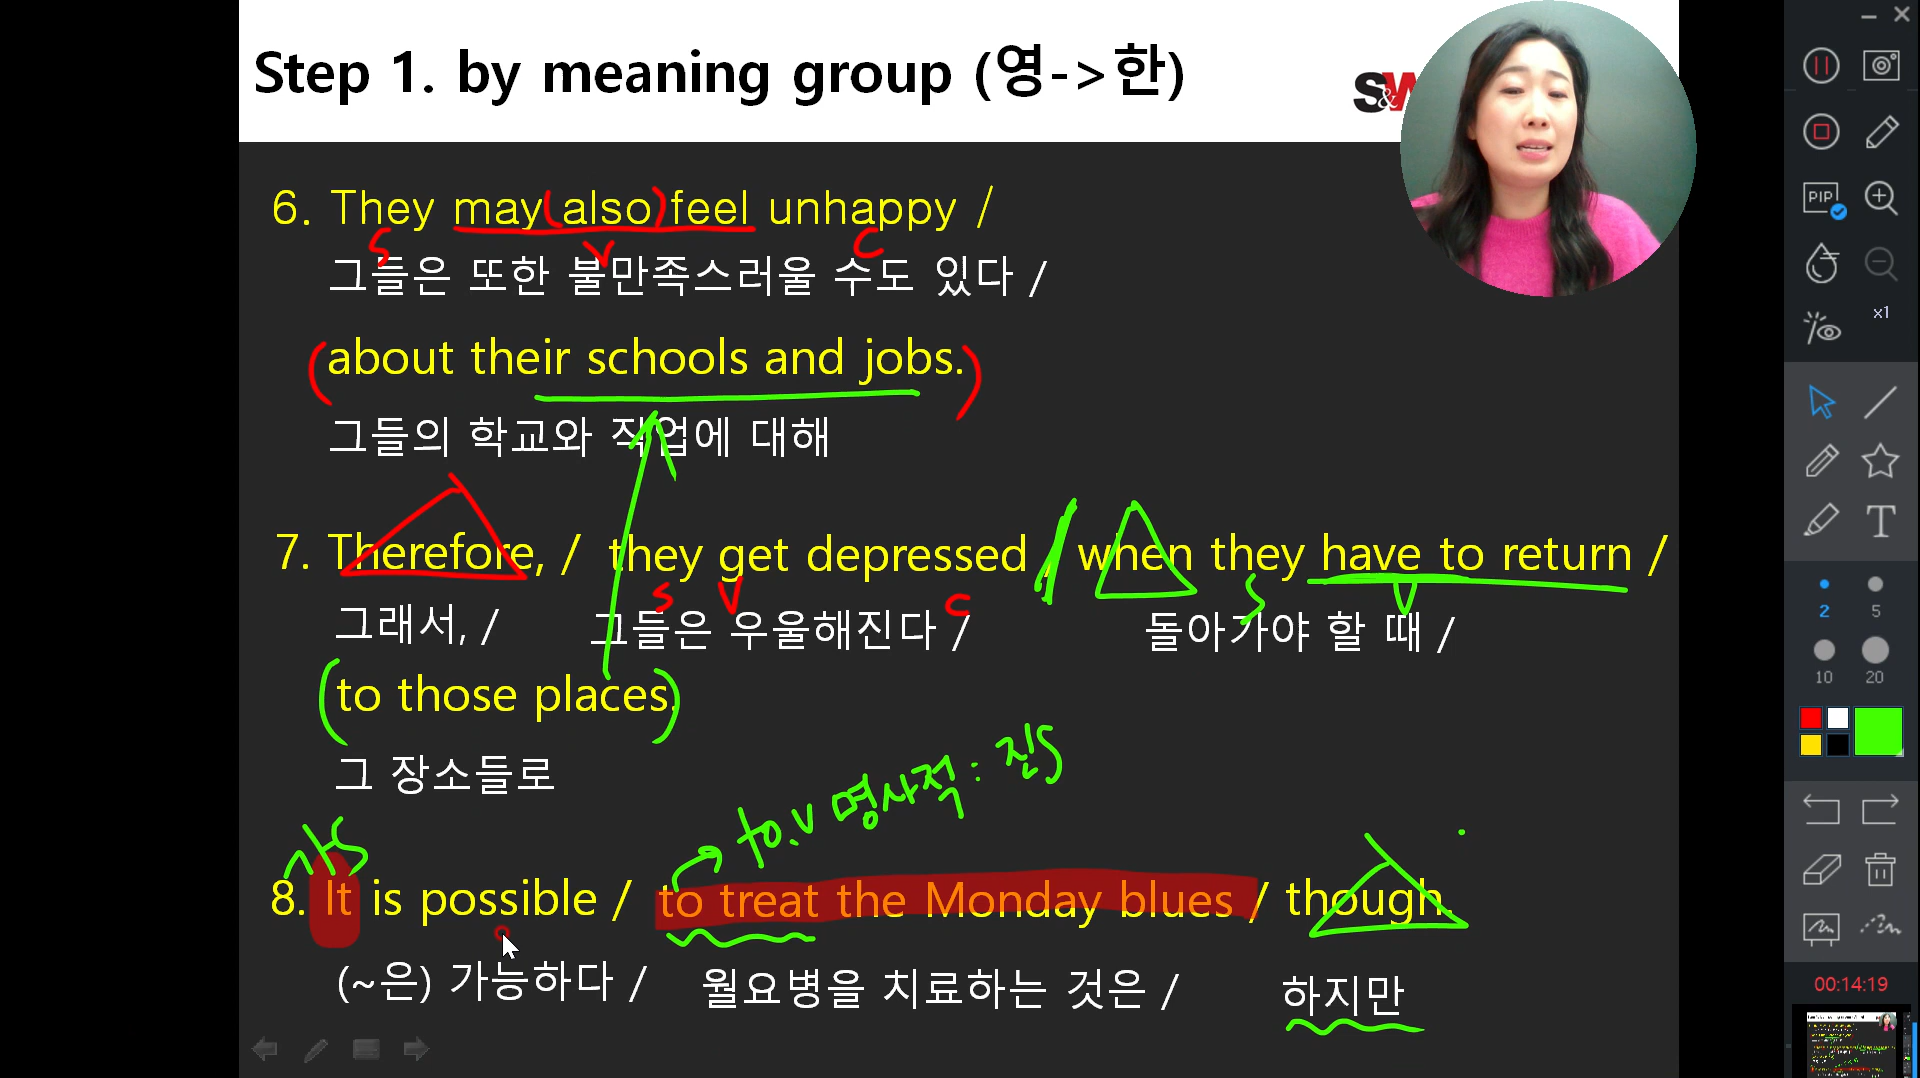 Step 1. by meaning group (영->한)
S&W
6. They may (also) feel unhappy /
S V C
그들은 또한 불만족스러울 수도 있다 /
(about their schools and jobs.)
그들의 학교와 직업에 대해
7. Therefore, / they get depressed / when they have to return /
S V C S V
그래서, / 그들은 우울해진다 / 돌아가야 할 때 /
(to those places.)
그 장소들로
to.V 명사적 : 진S
가S
8. It is possible / to treat the Monday blues / though.
(~은) 가능하다 / 월요병을 치료하는 것은 / 하지만
PIP
x1
T
2 5
10 20
00:14:19